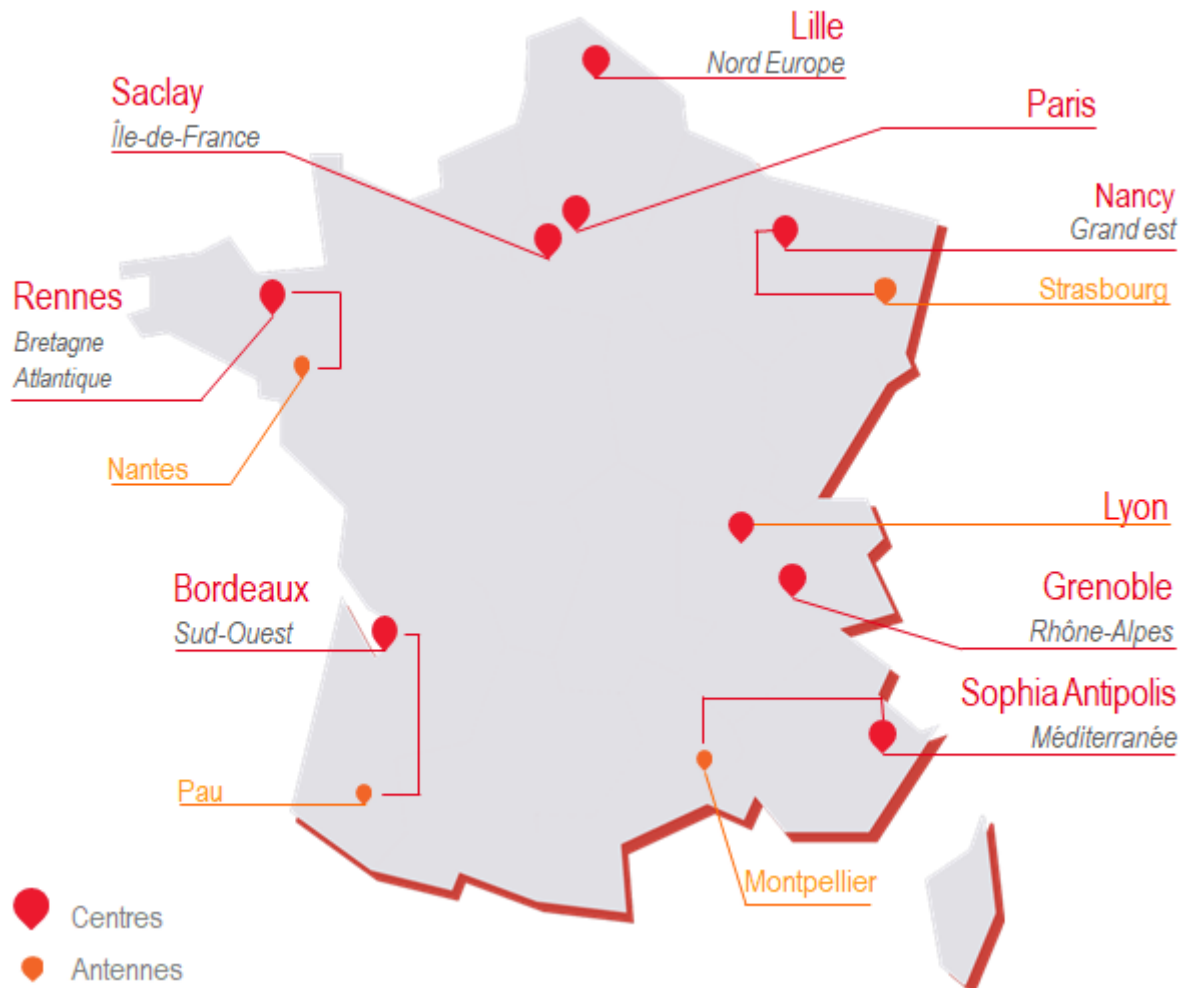 Lille
Nord Europe
Saclay
Île-de-France
Paris
Nancy
Grand est
Strasbourg
Rennes
Bretagne
Atlantique
Nantes
Lyon
Bordeaux
Sud-Ouest
Grenoble
Rhône-Alpes
Sophia Antipolis
Méditerranée
Pau
Montpellier
Centres
Antennes